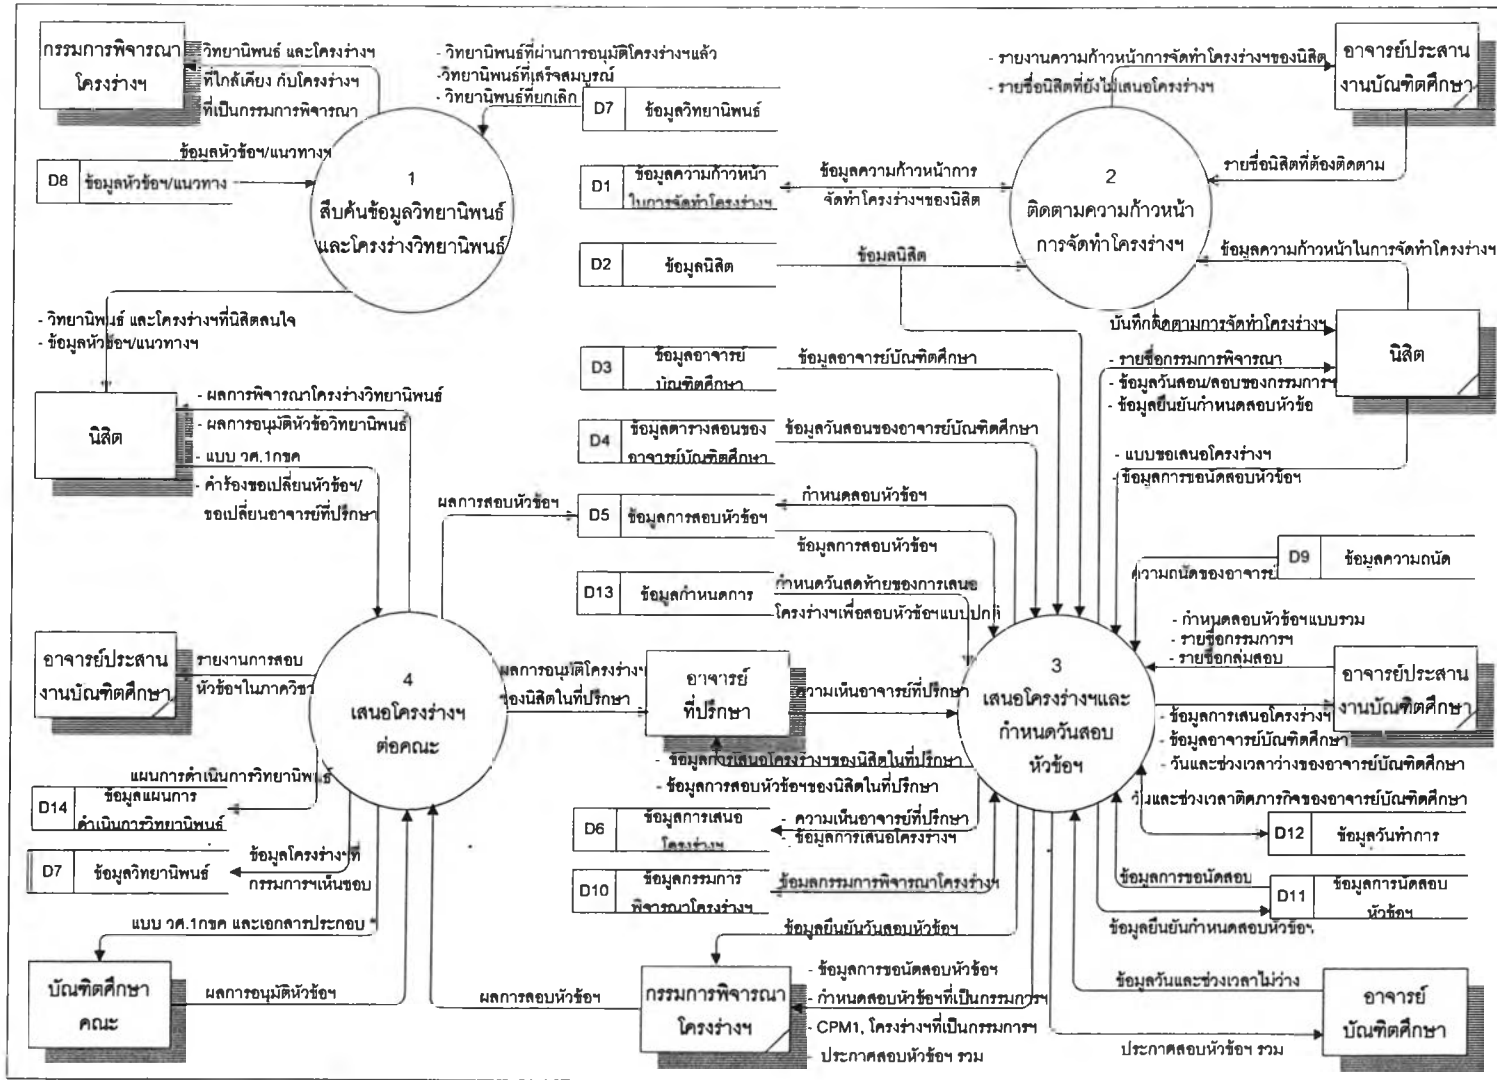 กรรมการพิจารณา
โครงร่างฯ
วิทยานิพนธ์ และโครงร่างฯ
ที่ใกล้เคียง กับโครงร่างฯ
ที่เป็นกรรมการพิจารณา
- วิทยานิพนธ์ที่ผ่านการอนุมัติโครงร่างฯแล้ว
-วิทยานิพนธ์ที่เสร็จสมบูรณ์
- วิทยานิพนธ์ที่ยกเลิก
D7 ข้อมูลวิทยานิพนธ์
- รายงานความก้าวหน้าการจัดทำโครงร่างฯของนิสิต
- รายชื่อนิสิตที่ยังไม่เสนอโครงร่างฯ
อาจารย์ประสาน
งานบัณฑิตศึกษา
รายชื่อนิสิตที่ต้องติดตาม
ข้อมูลหัวข้อฯ/แนวทางฯ
D8 ข้อมูลหัวข้อฯ/แนวทาง
1
สืบค้นข้อมูลวิทยานิพนธ์
และโครงร่างวิทยานิพนธ์
D1 ข้อมูลความก้าวหน้า
ในการจัดทำโครงร่างฯ
ข้อมูลความก้าวหน้าการ
จัดทำโครงร่างฯของนิสิต
2
ติดตามความก้าวหน้า
การจัดทำโครงร่างฯ
D2 ข้อมูลนิสิต
ข้อมูลนิสิต
ข้อมูลความก้าวหน้าในการจัดทำโครงร่างฯ
- วิทยานิพนธ์ และโครงร่างฯที่นิสิตสนใจ
- ข้อมูลหัวข้อฯ/แนวทางฯ
บันทึกติดตามการจัดทำโครงร่างฯ
นิสิต
- รายชื่อกรรมการพิจารณา
- ข้อมูลวันสอน/สอบของกรรมการฯ
- ข้อมูลยืนยันกำหนดสอบหัวข้อ
D3 ข้อมูลอาจารย์
บัณฑิตศึกษา
ข้อมูลอาจารย์บัณฑิตศึกษา
นิสิต
- ผลการพิจารณาโครงร่างวิทยานิพนธ์
- ผลการอนุมัติหัวข้อวิทยานิพนธ์
- แบบ วศ.1กขค
- คำร้องขอเปลี่ยนหัวข้อฯ/
ขอเปลี่ยนอาจารย์ที่ปรึกษา
D4 ข้อมูลตารางสอนของ
อาจารย์บัณฑิตศึกษา
ข้อมูลวันสอนของอาจารย์บัณฑิตศึกษา
- แบบขอเสนอโครงร่างฯ
- ข้อมูลการขอนัดสอบหัวข้อฯ
ผลการสอบหัวข้อฯ
D5 ข้อมูลการสอบหัวข้อฯ
กำหนดสอบหัวข้อฯ
ข้อมูลการสอบหัวข้อฯ
D9 ข้อมูลความถนัด
ความถนัดของอาจารย์
D13 ข้อมูลกำหนดการ
กำหนดวันสุดท้ายของการเสนอ
โครงร่างฯเพื่อสอบหัวข้อฯแบบปกติ
- กำหนดสอบหัวข้อฯแบบรวม
- รายชื่อกรรมการฯ
- รายชื่อกลุ่มสอบ
อาจารย์ประสาน
งานบัณฑิตศึกษา
รายงานการสอบ
หัวข้อฯในภาควิชา
4
เสนอโครงร่างฯ
ต่อคณะ
ผลการอนุมัติโครงร่างฯ
ของนิสิตในที่ปรึกษา
อาจารย์
ที่ปรึกษา
ความเห็นอาจารย์ที่ปรึกษา
3
เสนอโครงร่างฯและ
กำหนดวันสอบ
หัวข้อฯ
อาจารย์ประสาน
งานบัณฑิตศึกษา
- ข้อมูลการเสนอโครงร่างฯ
- ข้อมูลอาจารย์บัณฑิตศึกษา
- วันและช่วงเวลาว่างของอาจารย์บัณฑิตศึกษา
- ข้อมูลการเสนอโครงร่างฯของนิสิตในที่ปรึกษา
- ข้อมูลการสอบหัวข้อฯของนิสิตในที่ปรึกษา
แผนการดำเนินการวิทยานิพนธ์
D14 ข้อมูลแผนการ
ดำเนินการวิทยานิพนธ์
วันและช่วงเวลาติดภารกิจของอาจารย์บัณฑิตศึกษา
D6 ข้อมูลการเสนอ
โครงร่างฯ
- ความเห็นอาจารย์ที่ปรึกษา
- ข้อมูลการเสนอโครงร่างฯ
D12 ข้อมูลวันทำการ
D7 ข้อมูลวิทยานิพนธ์
ข้อมูลโครงร่างฯที่
กรรมการฯเห็นชอบ
D10 ข้อมูลกรรมการ
พิจารณาโครงร่างฯ
ข้อมูลกรรมการพิจารณาโครงร่างฯ
ข้อมูลการขอนัดสอบ
D11 ข้อมูลการนัดสอบ
หัวข้อฯ
แบบ วศ.1กขค และเอกสารประกอบ
ข้อมูลยืนยันวันสอบหัวข้อฯ
ข้อมูลยืนยันกำหนดสอบหัวข้อฯ
บัณฑิตศึกษา
คณะ
ผลการอนุมัติหัวข้อฯ
ผลการสอบหัวข้อฯ
กรรมการพิจารณา
โครงร่างฯ
- ข้อมูลการขอนัดสอบหัวข้อฯ
- กำหนดสอบหัวข้อฯที่เป็นกรรมการฯ
- CPM1, โครงร่างฯที่เป็นกรรมการฯ
- ประกาศสอบหัวข้อฯ รวม
ข้อมูลวันและช่วงเวลาไม่ว่าง
ประกาศสอบหัวข้อฯ รวม
อาจารย์
บัณฑิตศึกษา